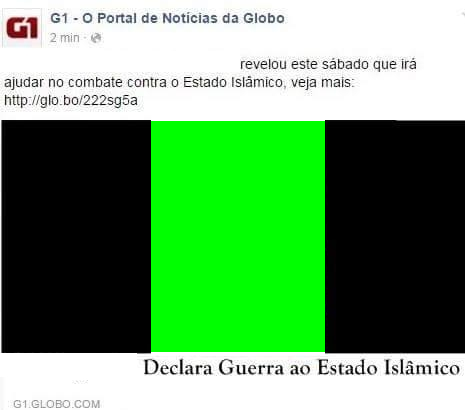 G1 G1 - O Portal de Notícias da Globo
2 min ·
revelou este sábado que irá
ajudar no combate contra o Estado Islâmico, veja mais:
http://glo.bo/222sg5a
Declara Guerra ao Estado Islâmico
G1.GLOBO.COM